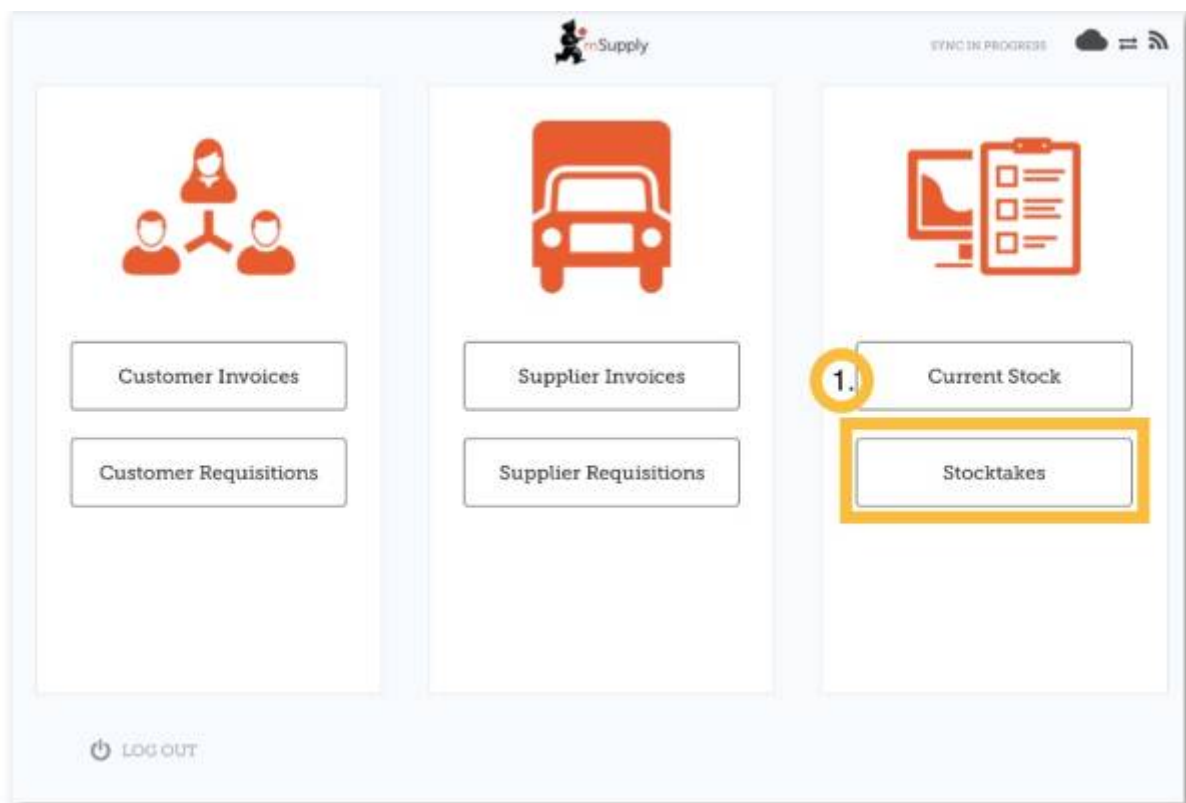 mSupply
SYNC IN PROGRESS
Customer Invoices
Customer Requisitions
Supplier Invoices
Supplier Requisitions
1.
Current Stock
Stocktakes
LOG OUT